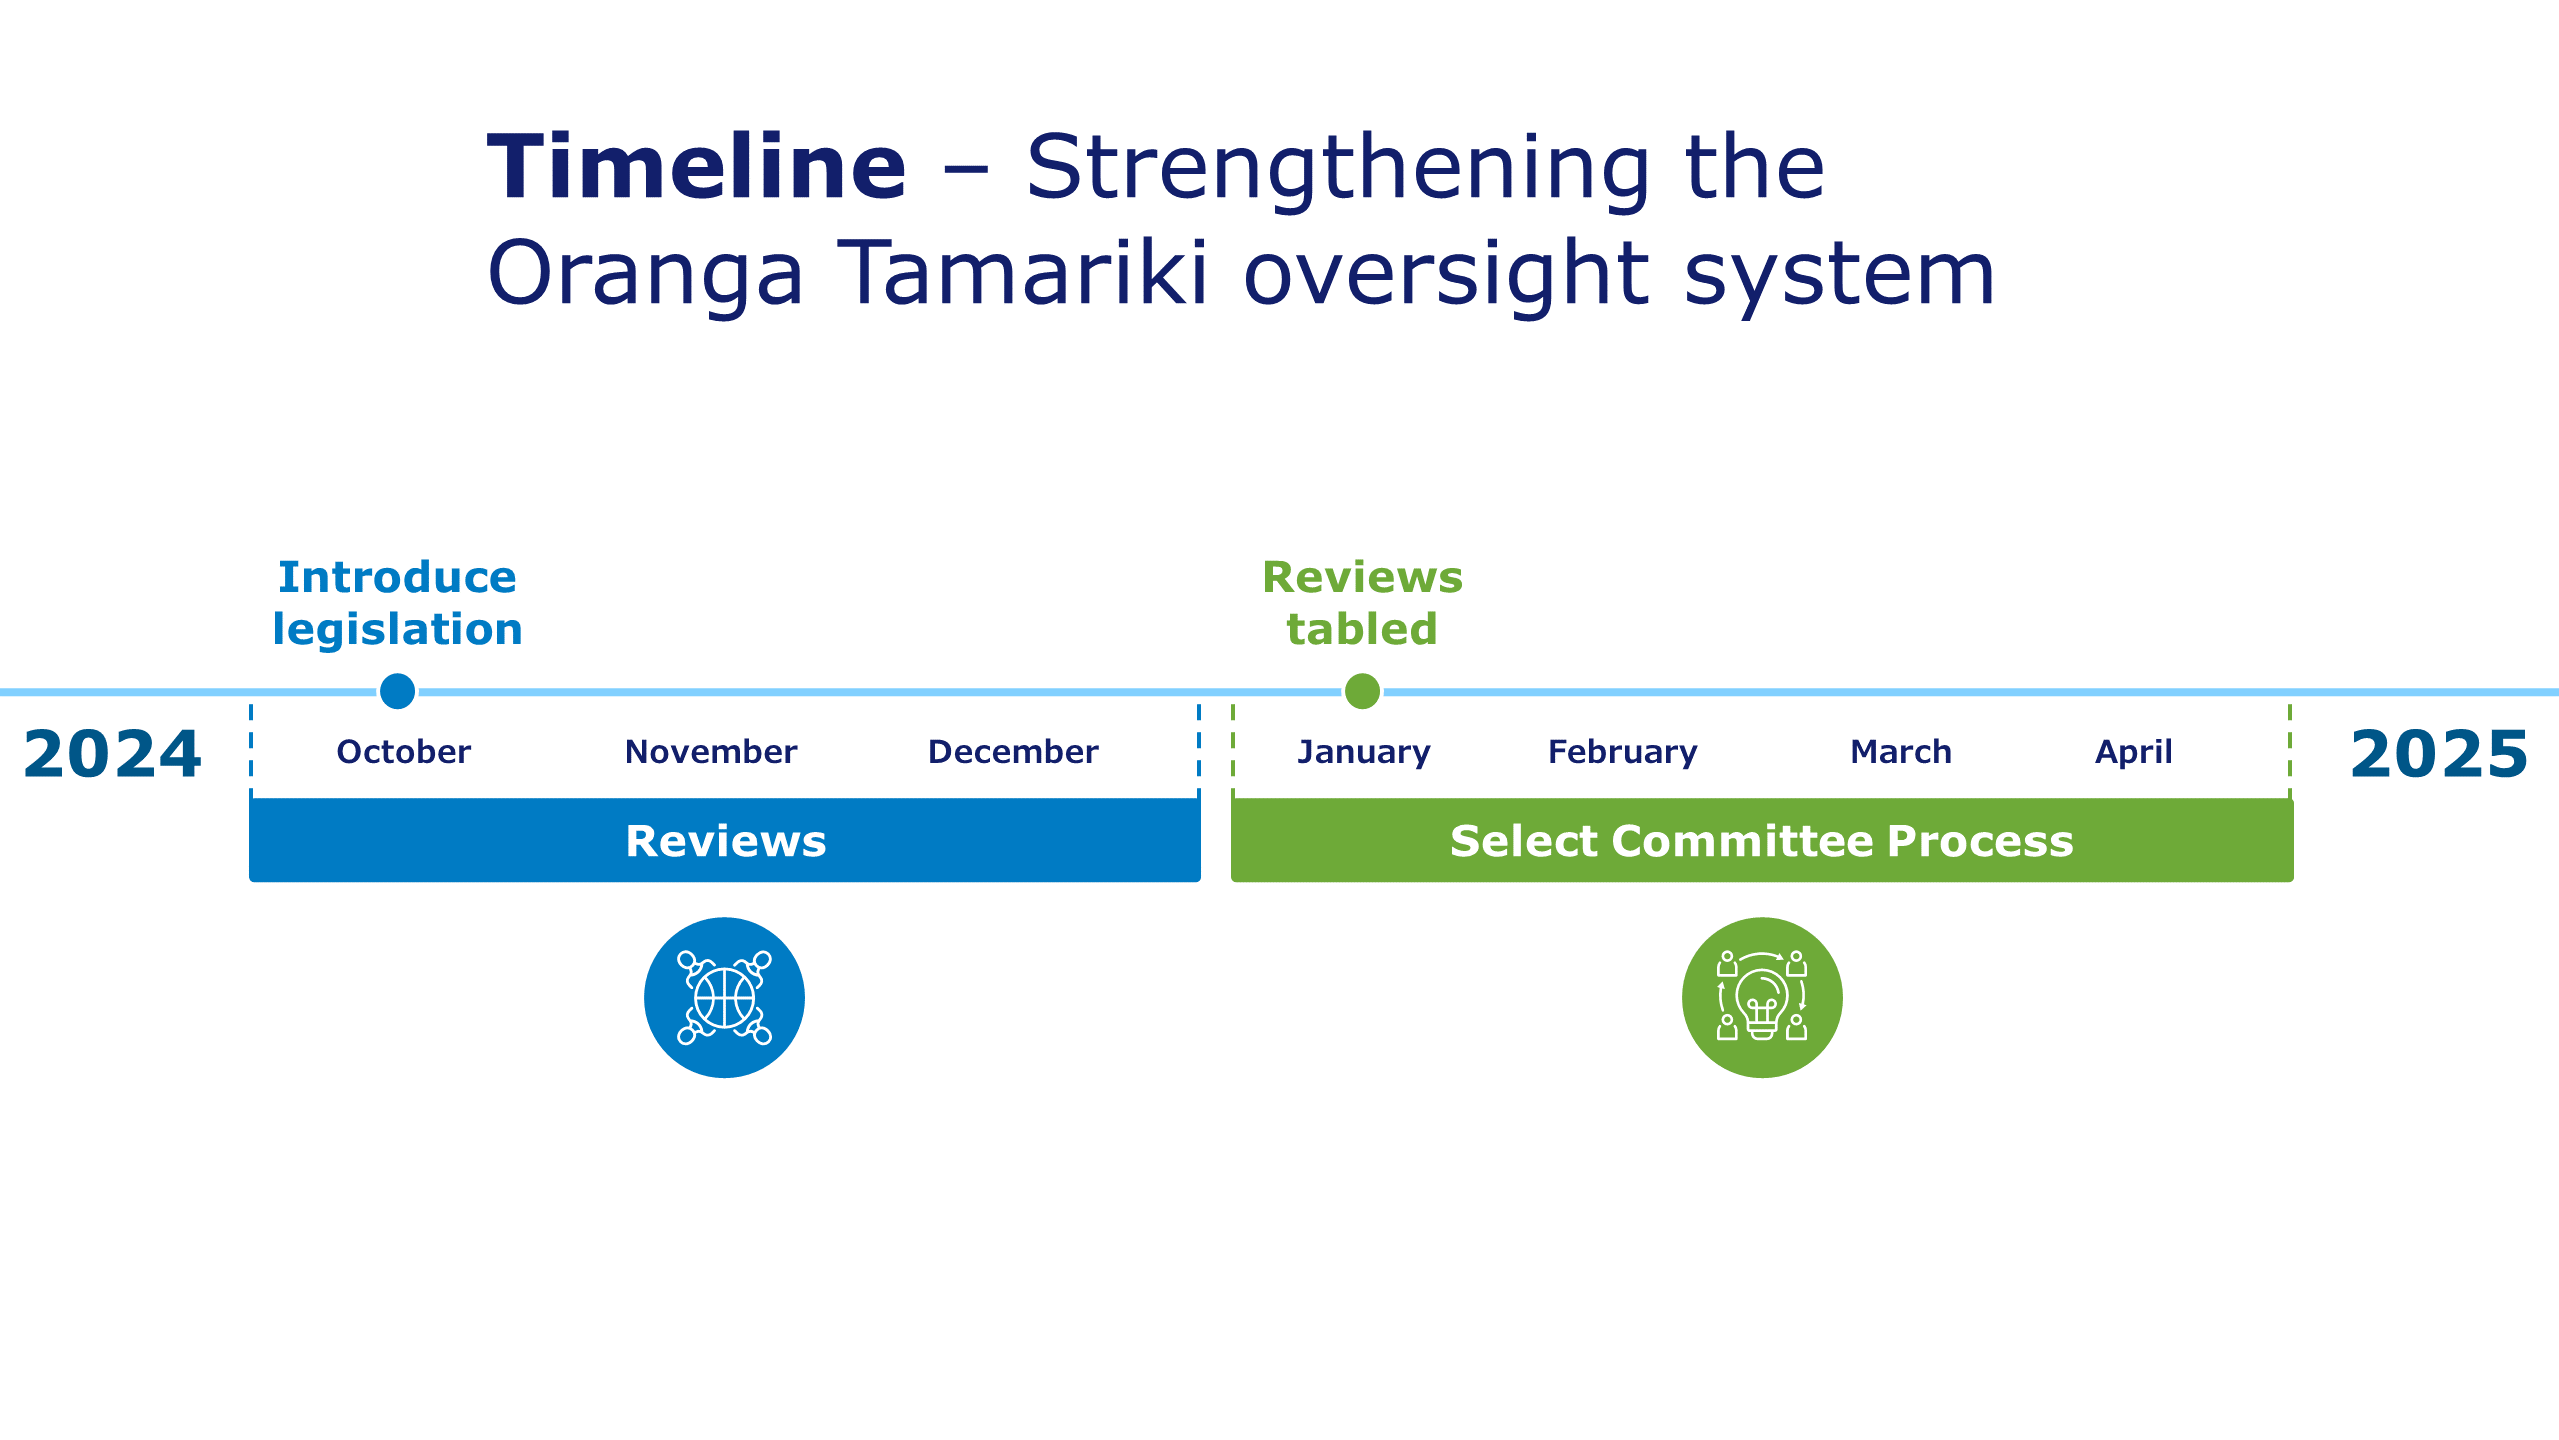 Timeline – Strengthening the
Oranga Tamariki oversight system
Introduce
legislation
Reviews
tabled
2024
October
November
December
January
February
March
April
2025
Reviews
Select Committee Process